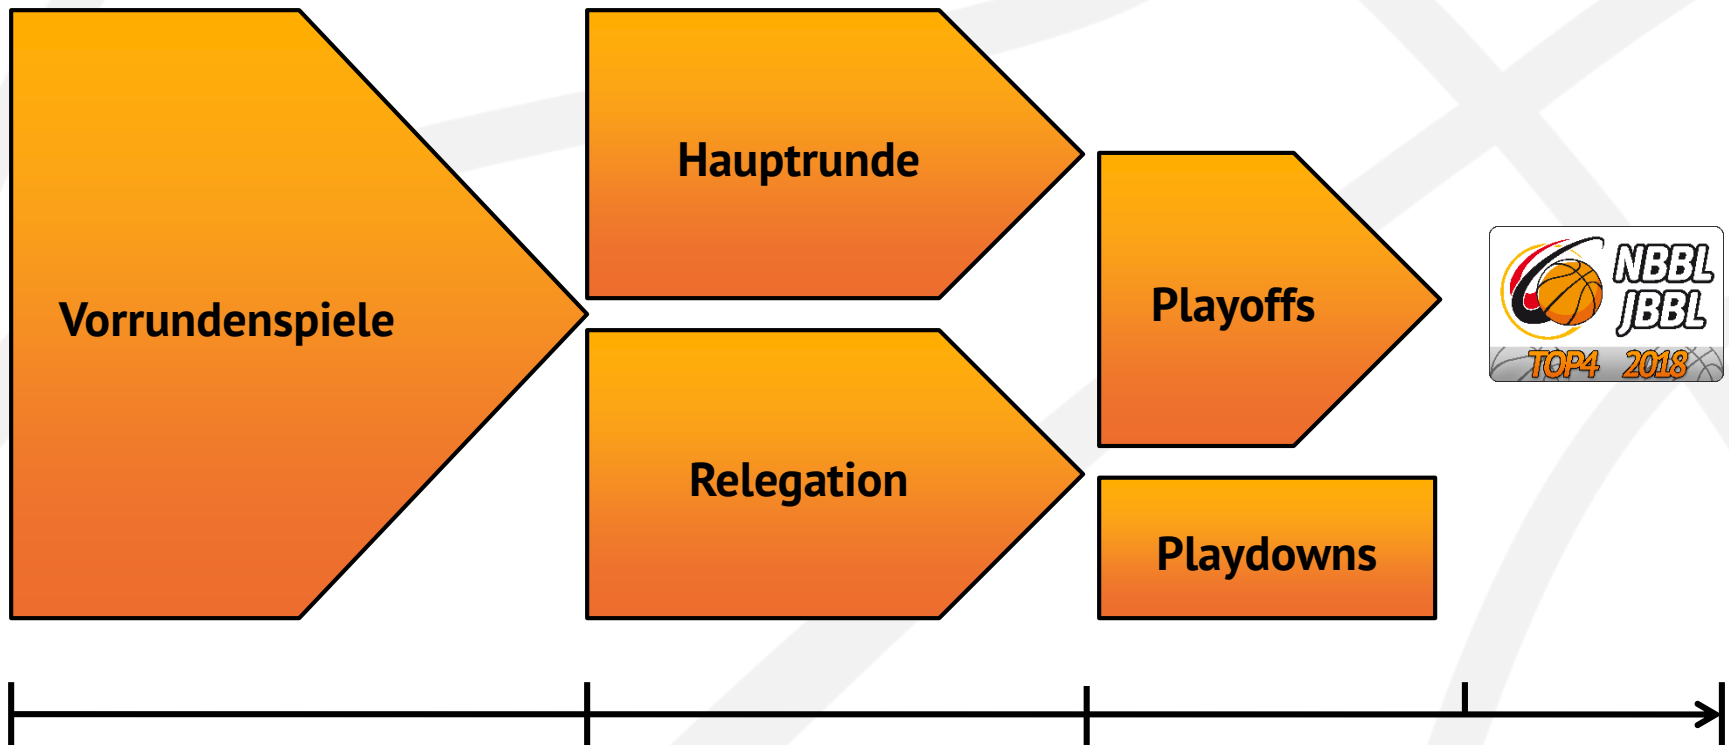 Vorrundenspiele
Hauptrunde
Relegation
Playoffs
Playdowns
NBBL
JBBL
TOP4 2018